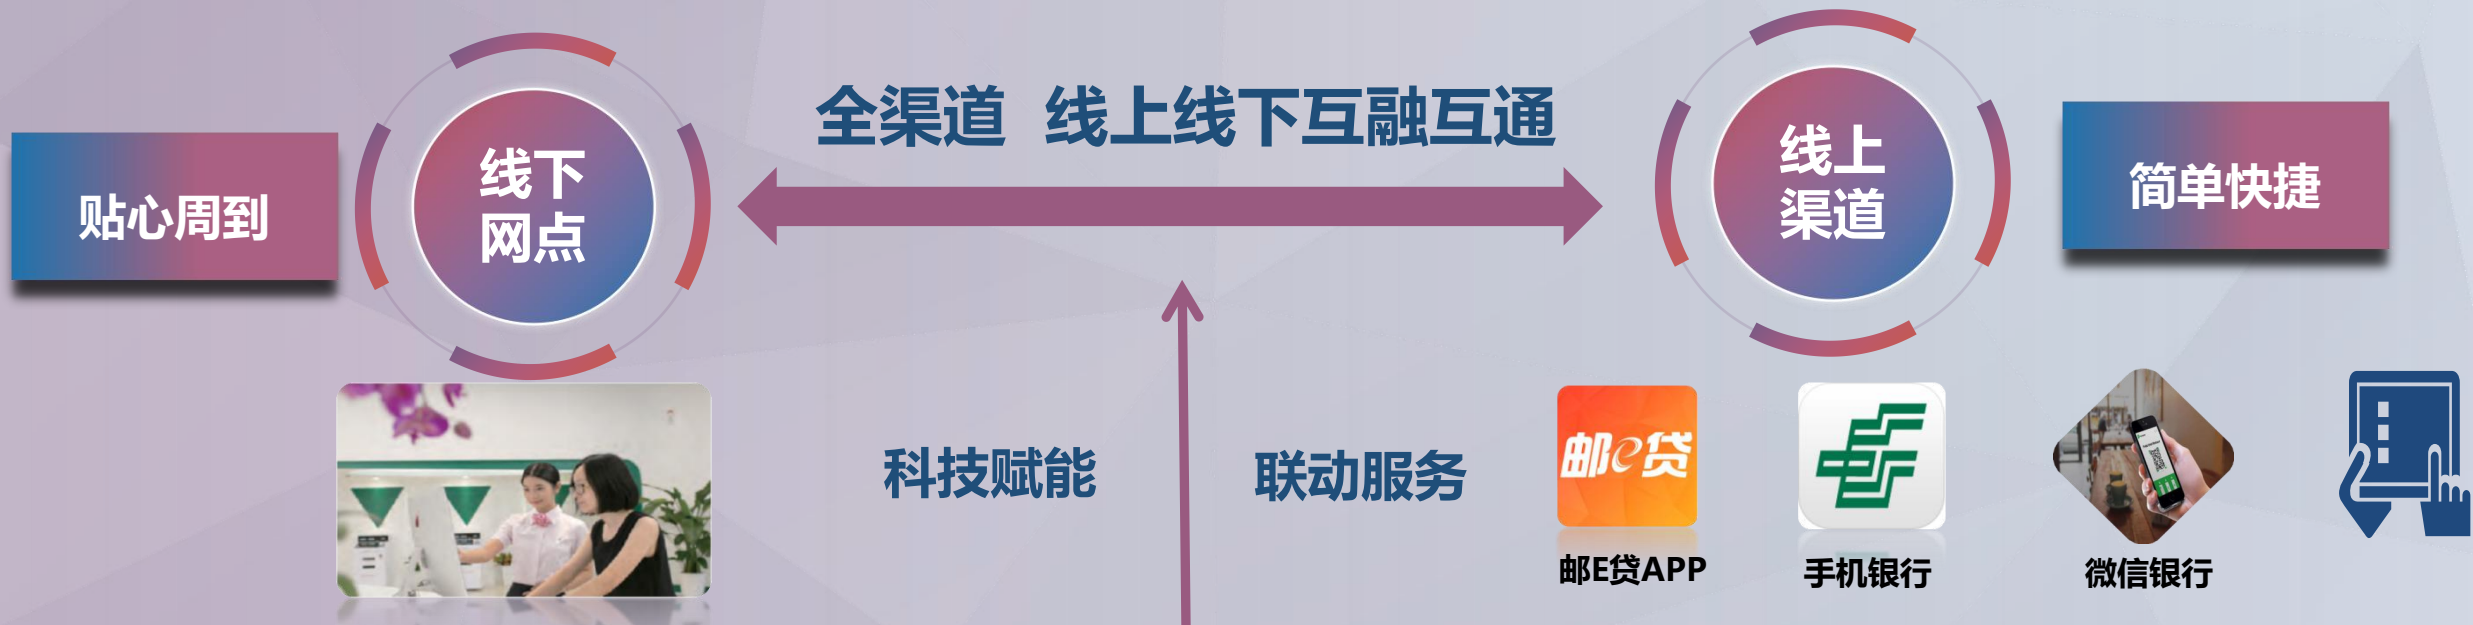 全渠道 线上线下互融互通
贴心周到
线下
网点
线上
渠道
简单快捷
科技赋能
联动服务
邮e贷
邮E贷APP
手机银行
微信银行